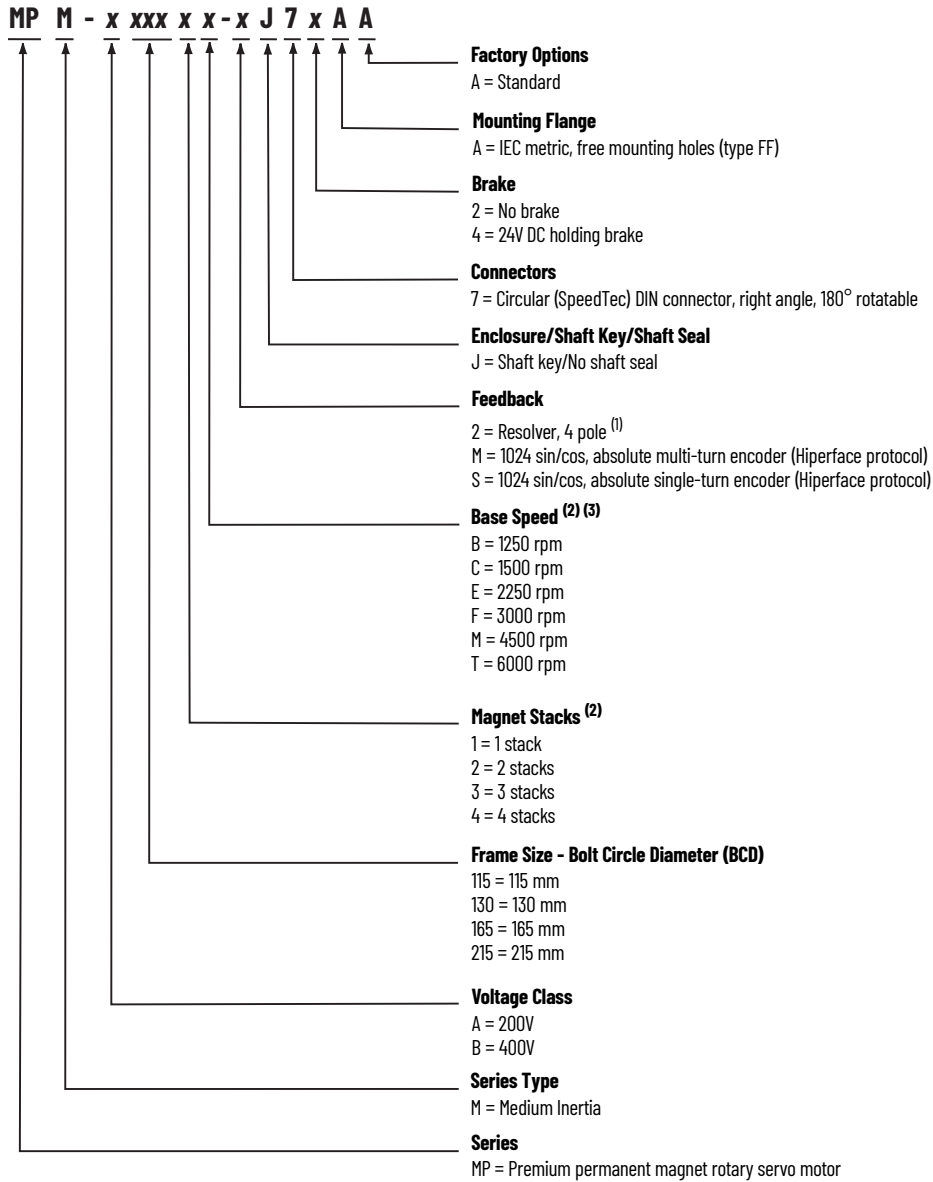 MP M - x xxx x x - x J 7 x A A
Factory Options
A = Standard
Mounting Flange
A = IEC metric, free mounting holes (type FF)
Brake
2 = No brake
4 = 24V DC holding brake
Connectors
7 = Circular (SpeedTec) DIN connector, right angle, 180° rotatable
Enclosure/Shaft Key/Shaft Seal
J = Shaft key/No shaft seal
Feedback
2 = Resolver, 4 pole (1)
M = 1024 sin/cos, absolute multi-turn encoder (Hiperface protocol)
S = 1024 sin/cos, absolute single-turn encoder (Hiperface protocol)
Base Speed (2) (3)
B = 1250 rpm
C = 1500 rpm
E = 2250 rpm
F = 3000 rpm
M = 4500 rpm
T = 6000 rpm
Magnet Stacks (2)
1 = 1 stack
2 = 2 stacks
3 = 3 stacks
4 = 4 stacks
Frame Size - Bolt Circle Diameter (BCD)
115 = 115 mm
130 = 130 mm
165 = 165 mm
215 = 215 mm
Voltage Class
A = 200V
B = 400V
Series Type
M = Medium Inertia
Series
MP = Premium permanent magnet rotary servo motor